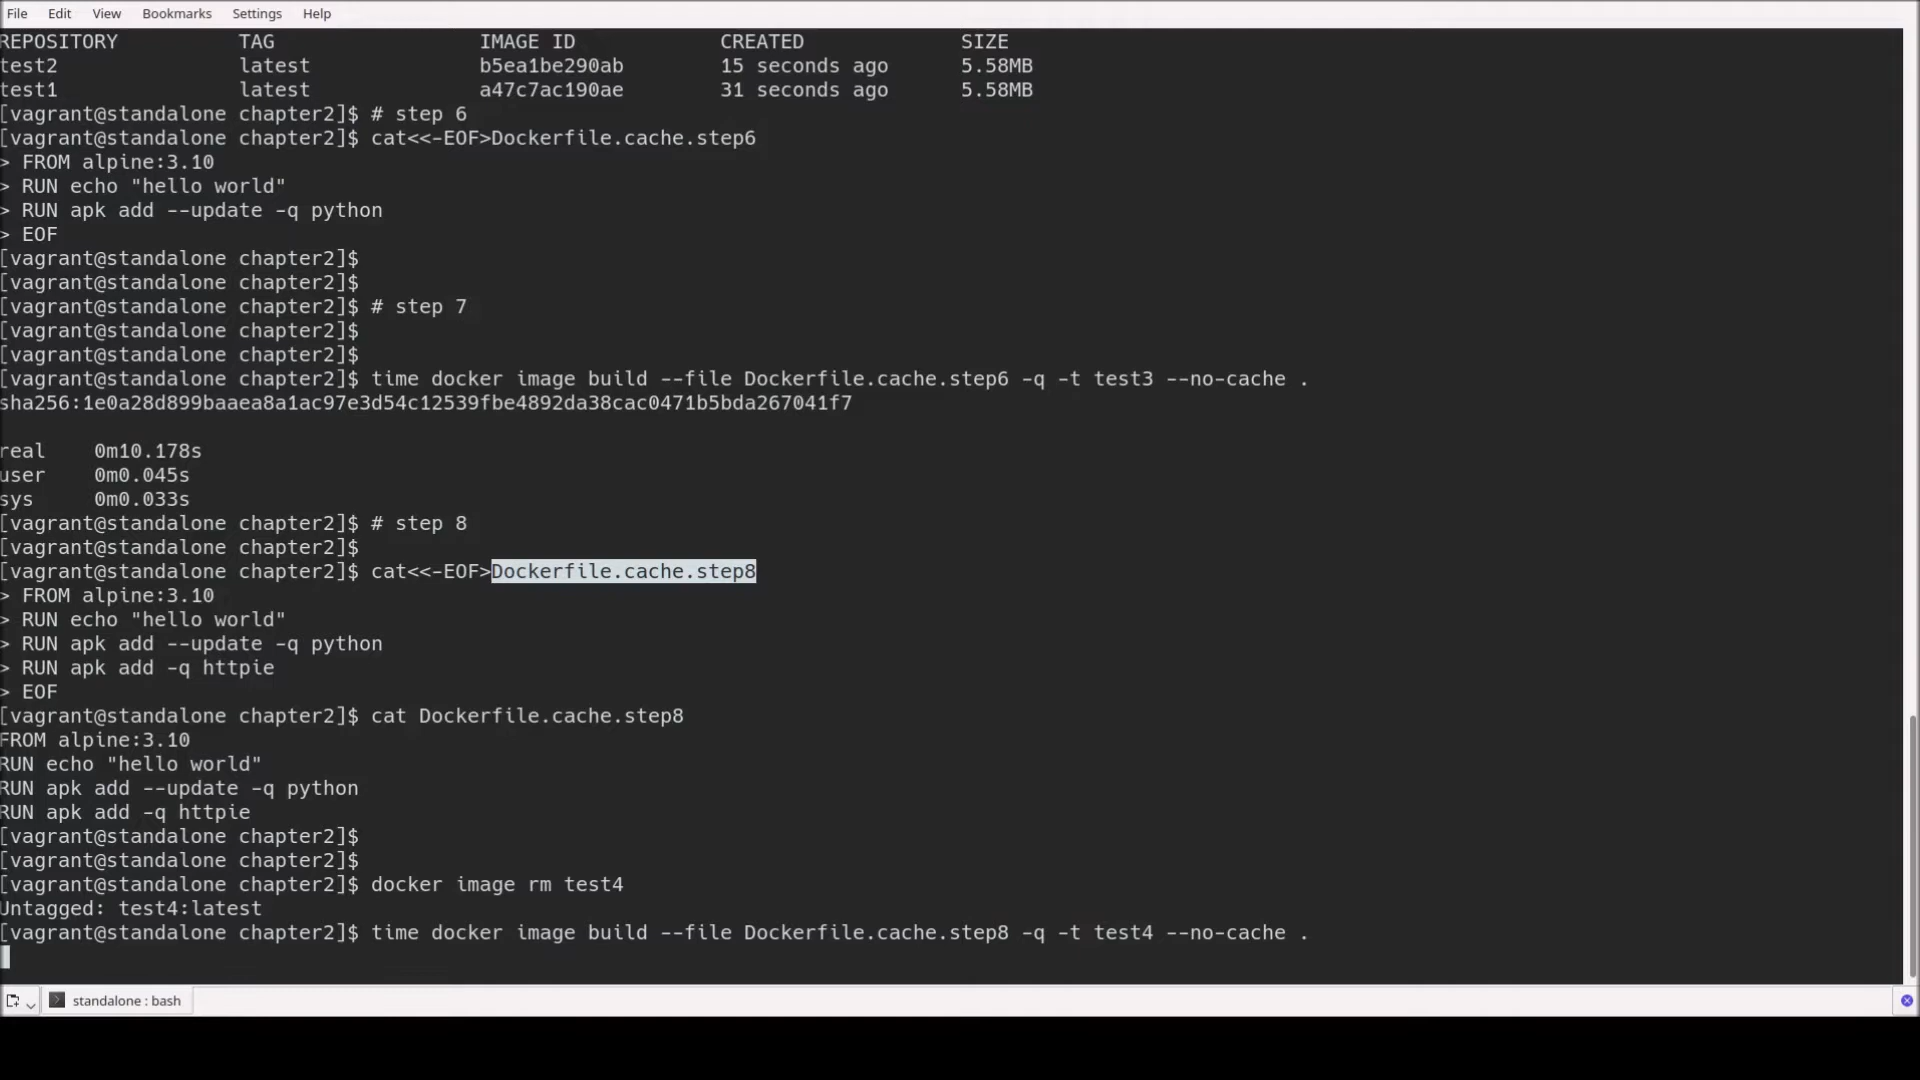 File Edit View Bookmarks Settings Help
REPOSITORY TAG IMAGE ID CREATED SIZE
test2 latest b5ea1be290ab 15 seconds ago 5.58MB
test1 latest a47c7ac190ae 31 seconds ago 5.58MB
[vagrant@standalone chapter2]$ # step 6
[vagrant@standalone chapter2]$ cat<<-EOF>Dockerfile.cache.step6
> FROM alpine:3.10
> RUN echo "hello world"
> RUN apk add --update -q python
> EOF
[vagrant@standalone chapter2]$
[vagrant@standalone chapter2]$
[vagrant@standalone chapter2]$ # step 7
[vagrant@standalone chapter2]$
[vagrant@standalone chapter2]$
[vagrant@standalone chapter2]$ time docker image build --file Dockerfile.cache.step6 -q -t test3 --no-cache .
sha256:1e0a28d899baaea8a1ac97e3d54c12539fbe4892da38cac0471b5bda267041f7
real 0m10.178s
user 0m0.045s
sys 0m0.033s
[vagrant@standalone chapter2]$ # step 8
[vagrant@standalone chapter2]$
[vagrant@standalone chapter2]$ cat<<-EOF>Dockerfile.cache.step8
> FROM alpine:3.10
> RUN echo "hello world"
> RUN apk add --update -q python
> RUN apk add -q httpie
> EOF
[vagrant@standalone chapter2]$ cat Dockerfile.cache.step8
FROM alpine:3.10
RUN echo "hello world"
RUN apk add --update -q python
RUN apk add -q httpie
[vagrant@standalone chapter2]$
[vagrant@standalone chapter2]$
[vagrant@standalone chapter2]$ docker image rm test4
Untagged: test4:latest
[vagrant@standalone chapter2]$ time docker image build --file Dockerfile.cache.step8 -q -t test4 --no-cache .
standalone : bash